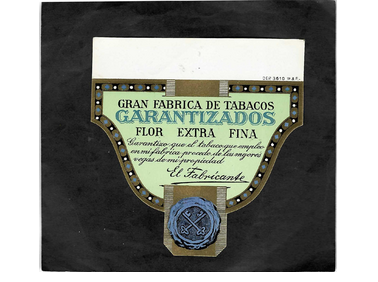 GRAN FABRICA DE TABACOS
GARANTIZADOS
FLOR EXTRA FINA
Garantizo que el tabaco que empleo
en mi fábrica procede de las mejores
vegas de mi propiedad
El Fabricante